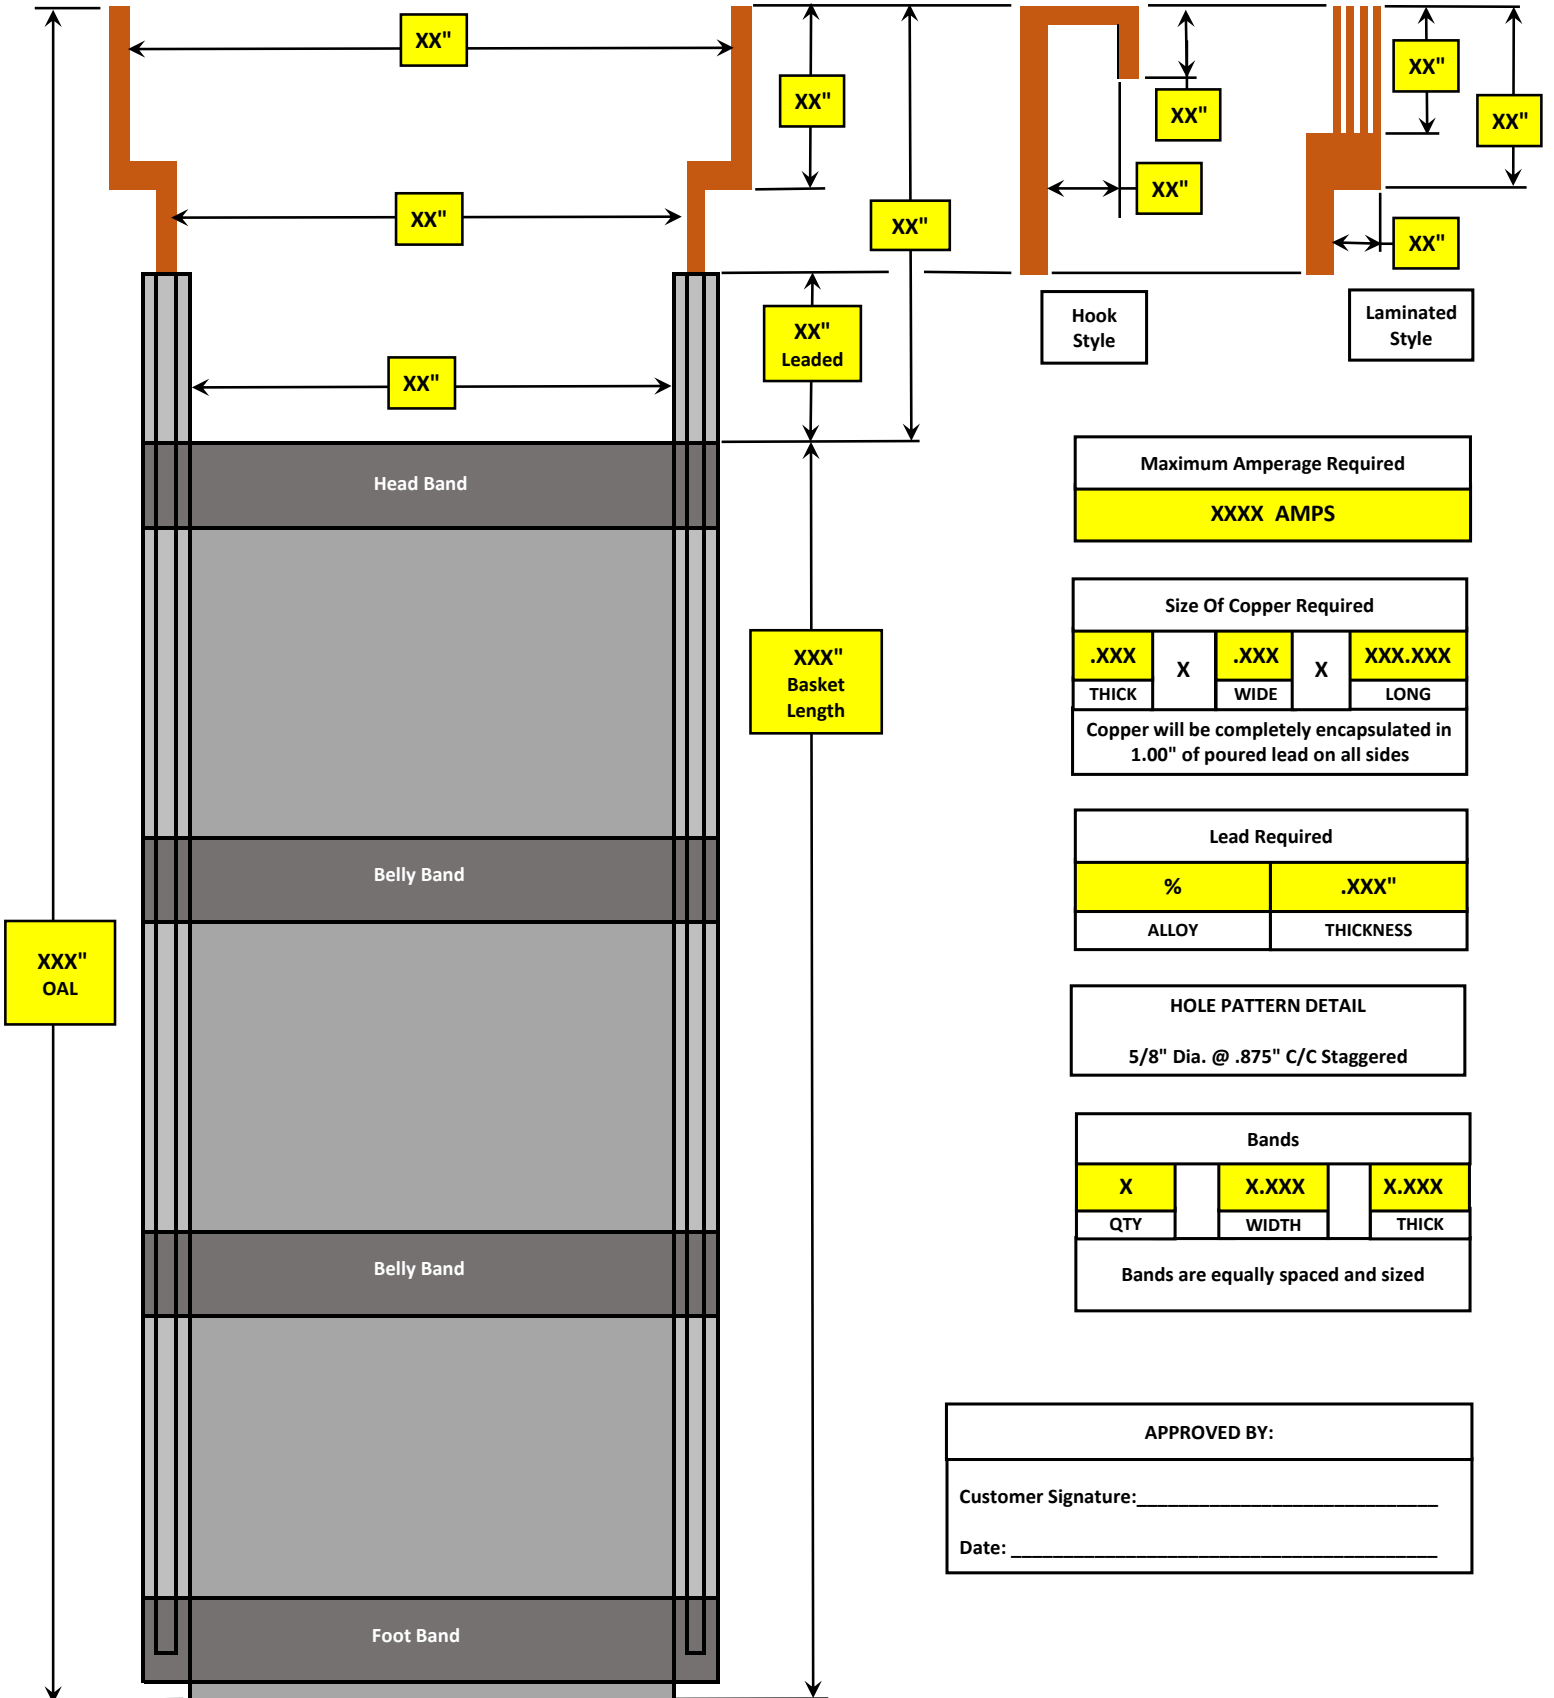 XX"
XX"
XX"
XX"
XX"
XX"
XX"
XX"
XX"
XX"
XX"
XX"
Leaded
Hook
Style
Laminated
Style
XX"
Head Band
Maximum Amperage Required
XXXX AMPS
Size Of Copper Required
.XXX X .XXX X XXX.XXX
THICK WIDE LONG
Copper will be completely encapsulated in
1.00" of poured lead on all sides
XXX"
Basket
Length
Lead Required
% .XXX"
ALLOY THICKNESS
Belly Band
XXX"
OAL
HOLE PATTERN DETAIL
5/8" Dia. @ .875" C/C Staggered
Bands
X X.XXX X.XXX
QTY WIDTH THICK
Bands are equally spaced and sized
Belly Band
APPROVED BY:
Customer Signature:_____________________________
Date: _________________________________________
Foot Band